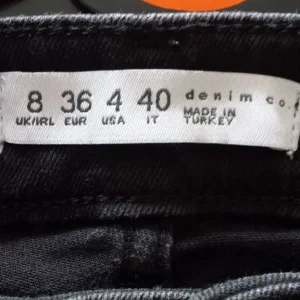 8 36 4 40 denim co.
UK/IRL EUR USA IT MADE IN
TURKEY